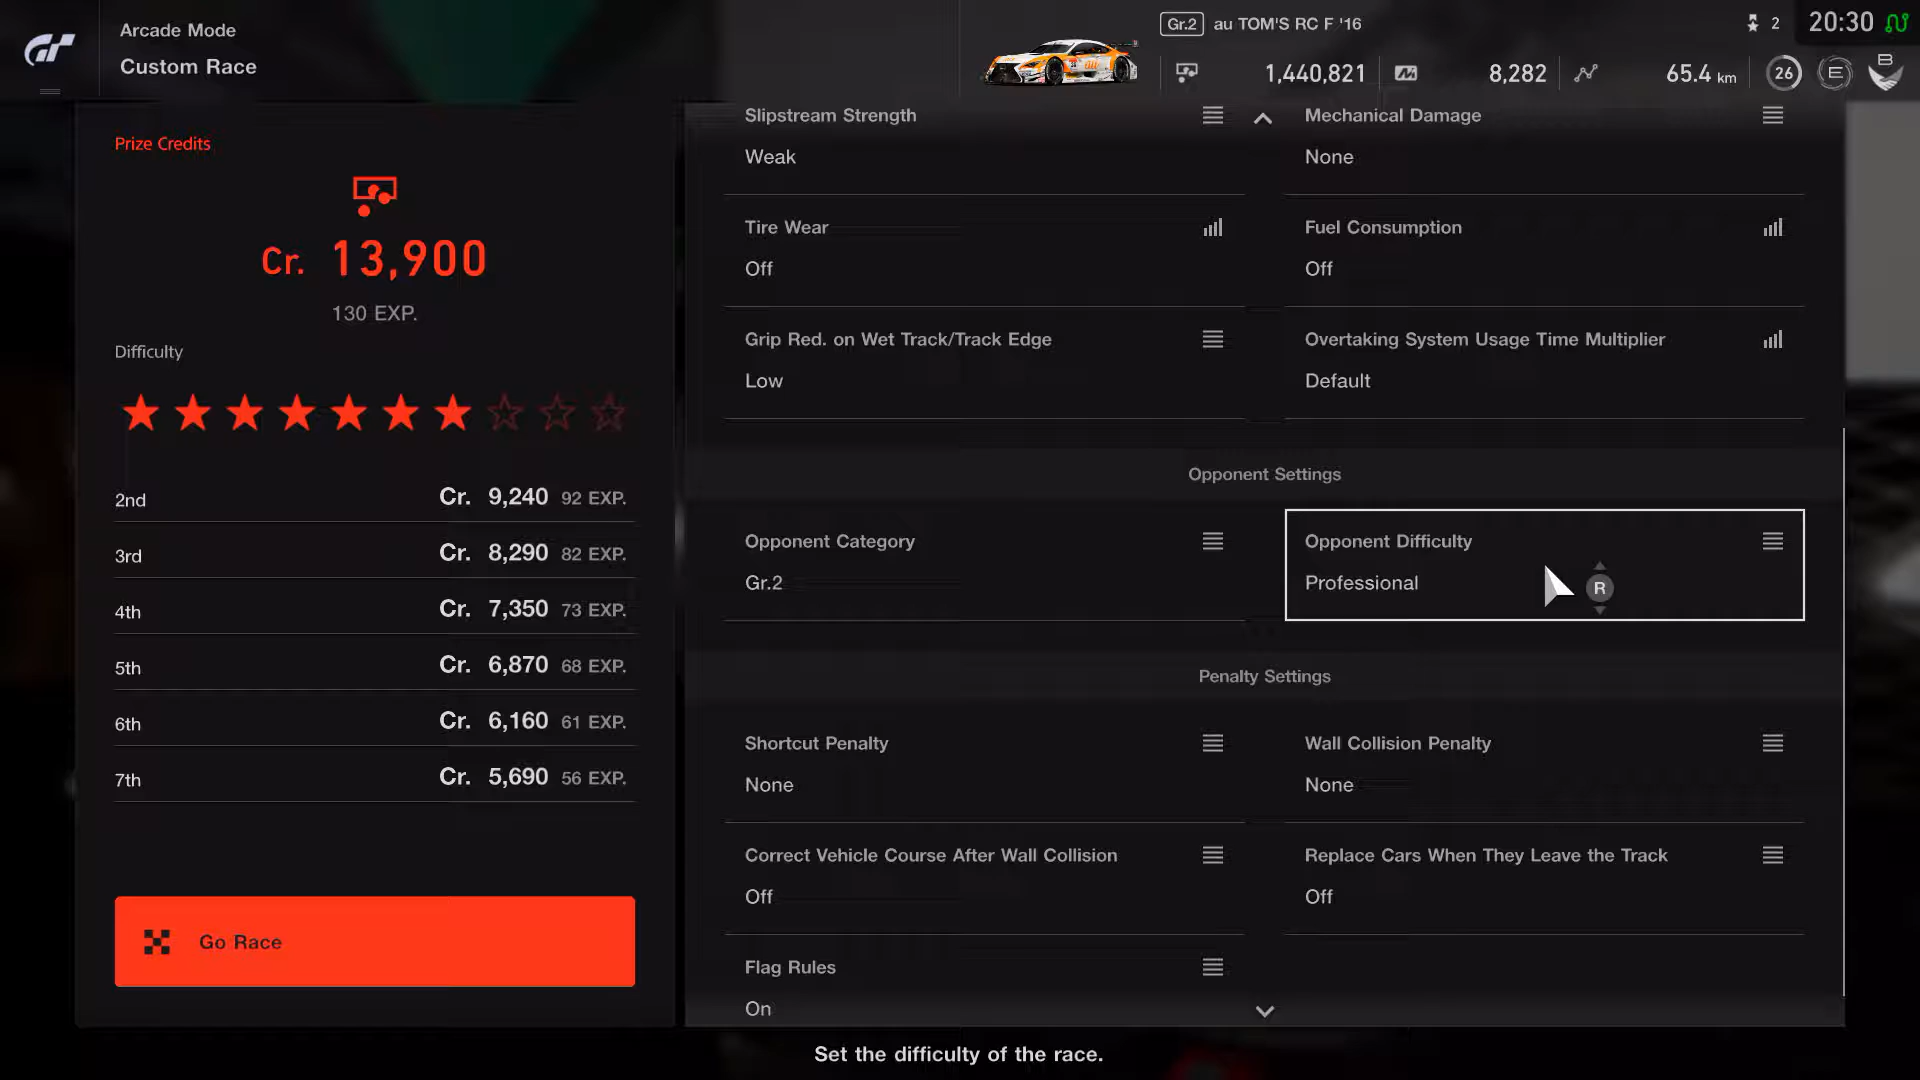 Arcade Mode
Custom Race
Gr.2 au TOM'S RC F '16
2
20:30
1,440,821
8,282
65.4 km
26
E
B
Prize Credits
Cr. 13,900
130 EXP.
Difficulty
2nd Cr. 9,240 92 EXP.
3rd Cr. 8,290 82 EXP.
4th Cr. 7,350 73 EXP.
5th Cr. 6,870 68 EXP.
6th Cr. 6,160 61 EXP.
7th Cr. 5,690 56 EXP.
Go Race
Slipstream Strength
Weak
Mechanical Damage
None
Tire Wear
Off
Fuel Consumption
Off
Grip Red. on Wet Track/Track Edge
Low
Overtaking System Usage Time Multiplier
Default
Opponent Settings
Opponent Category
Gr.2
Opponent Difficulty
Professional
R
Penalty Settings
Shortcut Penalty
None
Wall Collision Penalty
None
Correct Vehicle Course After Wall Collision
Off
Replace Cars When They Leave the Track
Off
Flag Rules
On
Set the difficulty of the race.